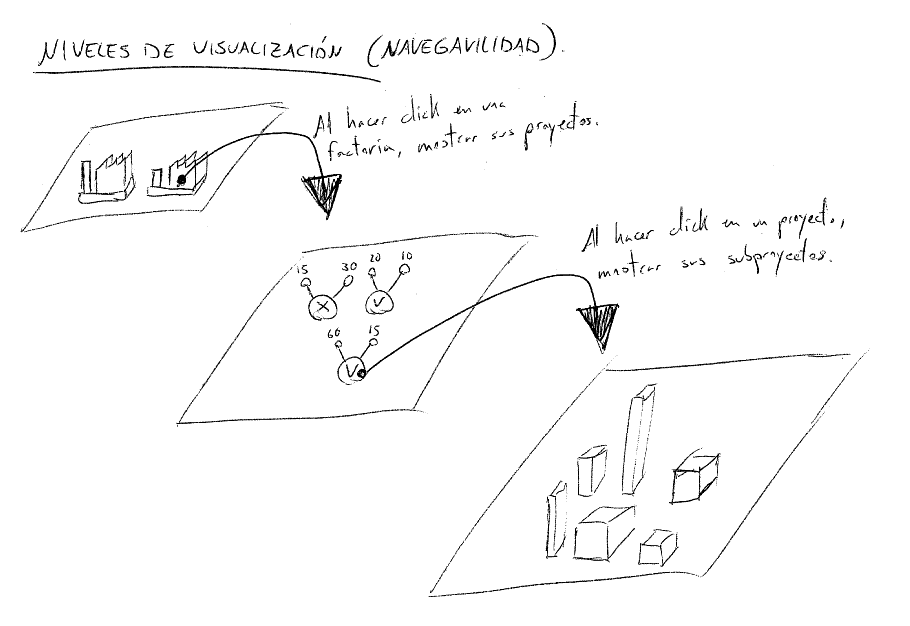 NIVELES DE VISUALIZACIÓN (NAVEGAVILIDAD).
Al hacer click en una
factoría, mostrar sus proyectos.
Al hacer click en un proyecto,
mostrar sus subproyectos.
15 30 20 10
X V
60 15
V